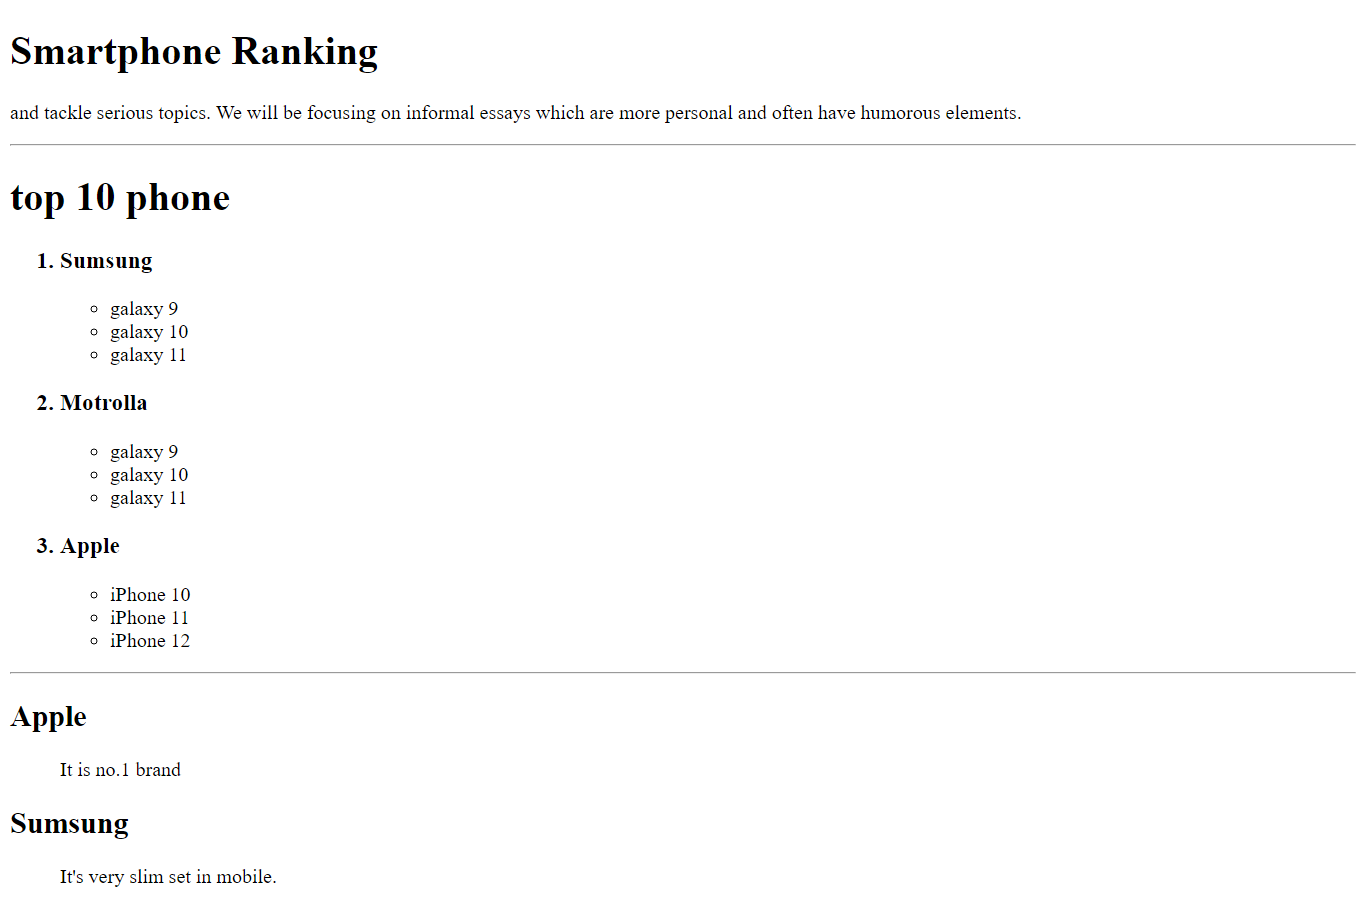 Smartphone Ranking
and tackle serious topics. We will be focusing on informal essays which are more personal and often have humorous elements.
top 10 phone
1. Sumsung
galaxy 9
galaxy 10
galaxy 11
2. Motrolla
galaxy 9
galaxy 10
galaxy 11
3. Apple
iPhone 10
iPhone 11
iPhone 12
Apple
It is no.1 brand
Sumsung
It's very slim set in mobile.